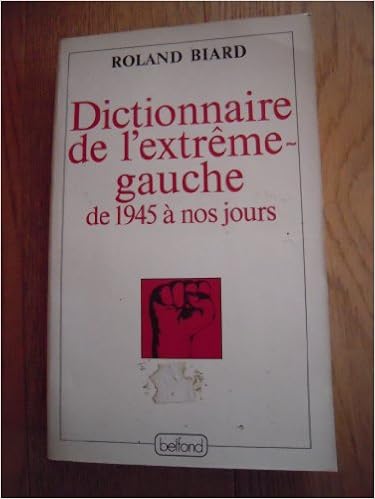 ROLAND BIARD
Dictionnaire
de l'extrême-
gauche
de 1945 à nos jours
belfond